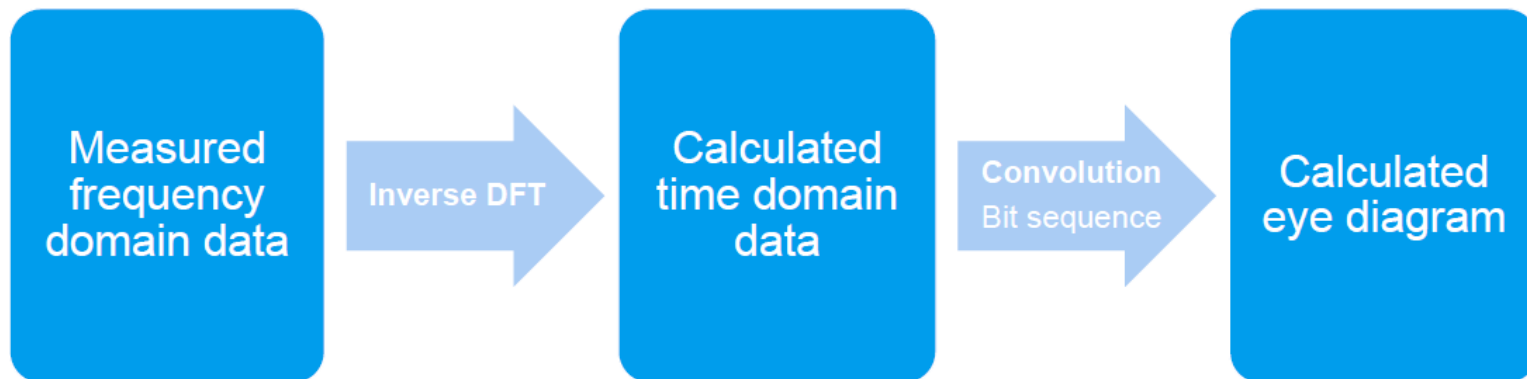 Measured
frequency
domain data
Inverse DFT
Calculated
time domain
data
Convolution
Bit sequence
Calculated
eye diagram